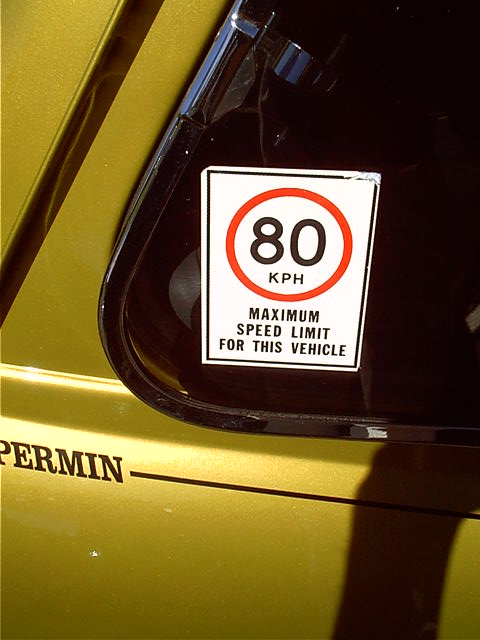 80
KPH
MAXIMUM
SPEED LIMIT
FOR THIS VEHICLE
PERMIN